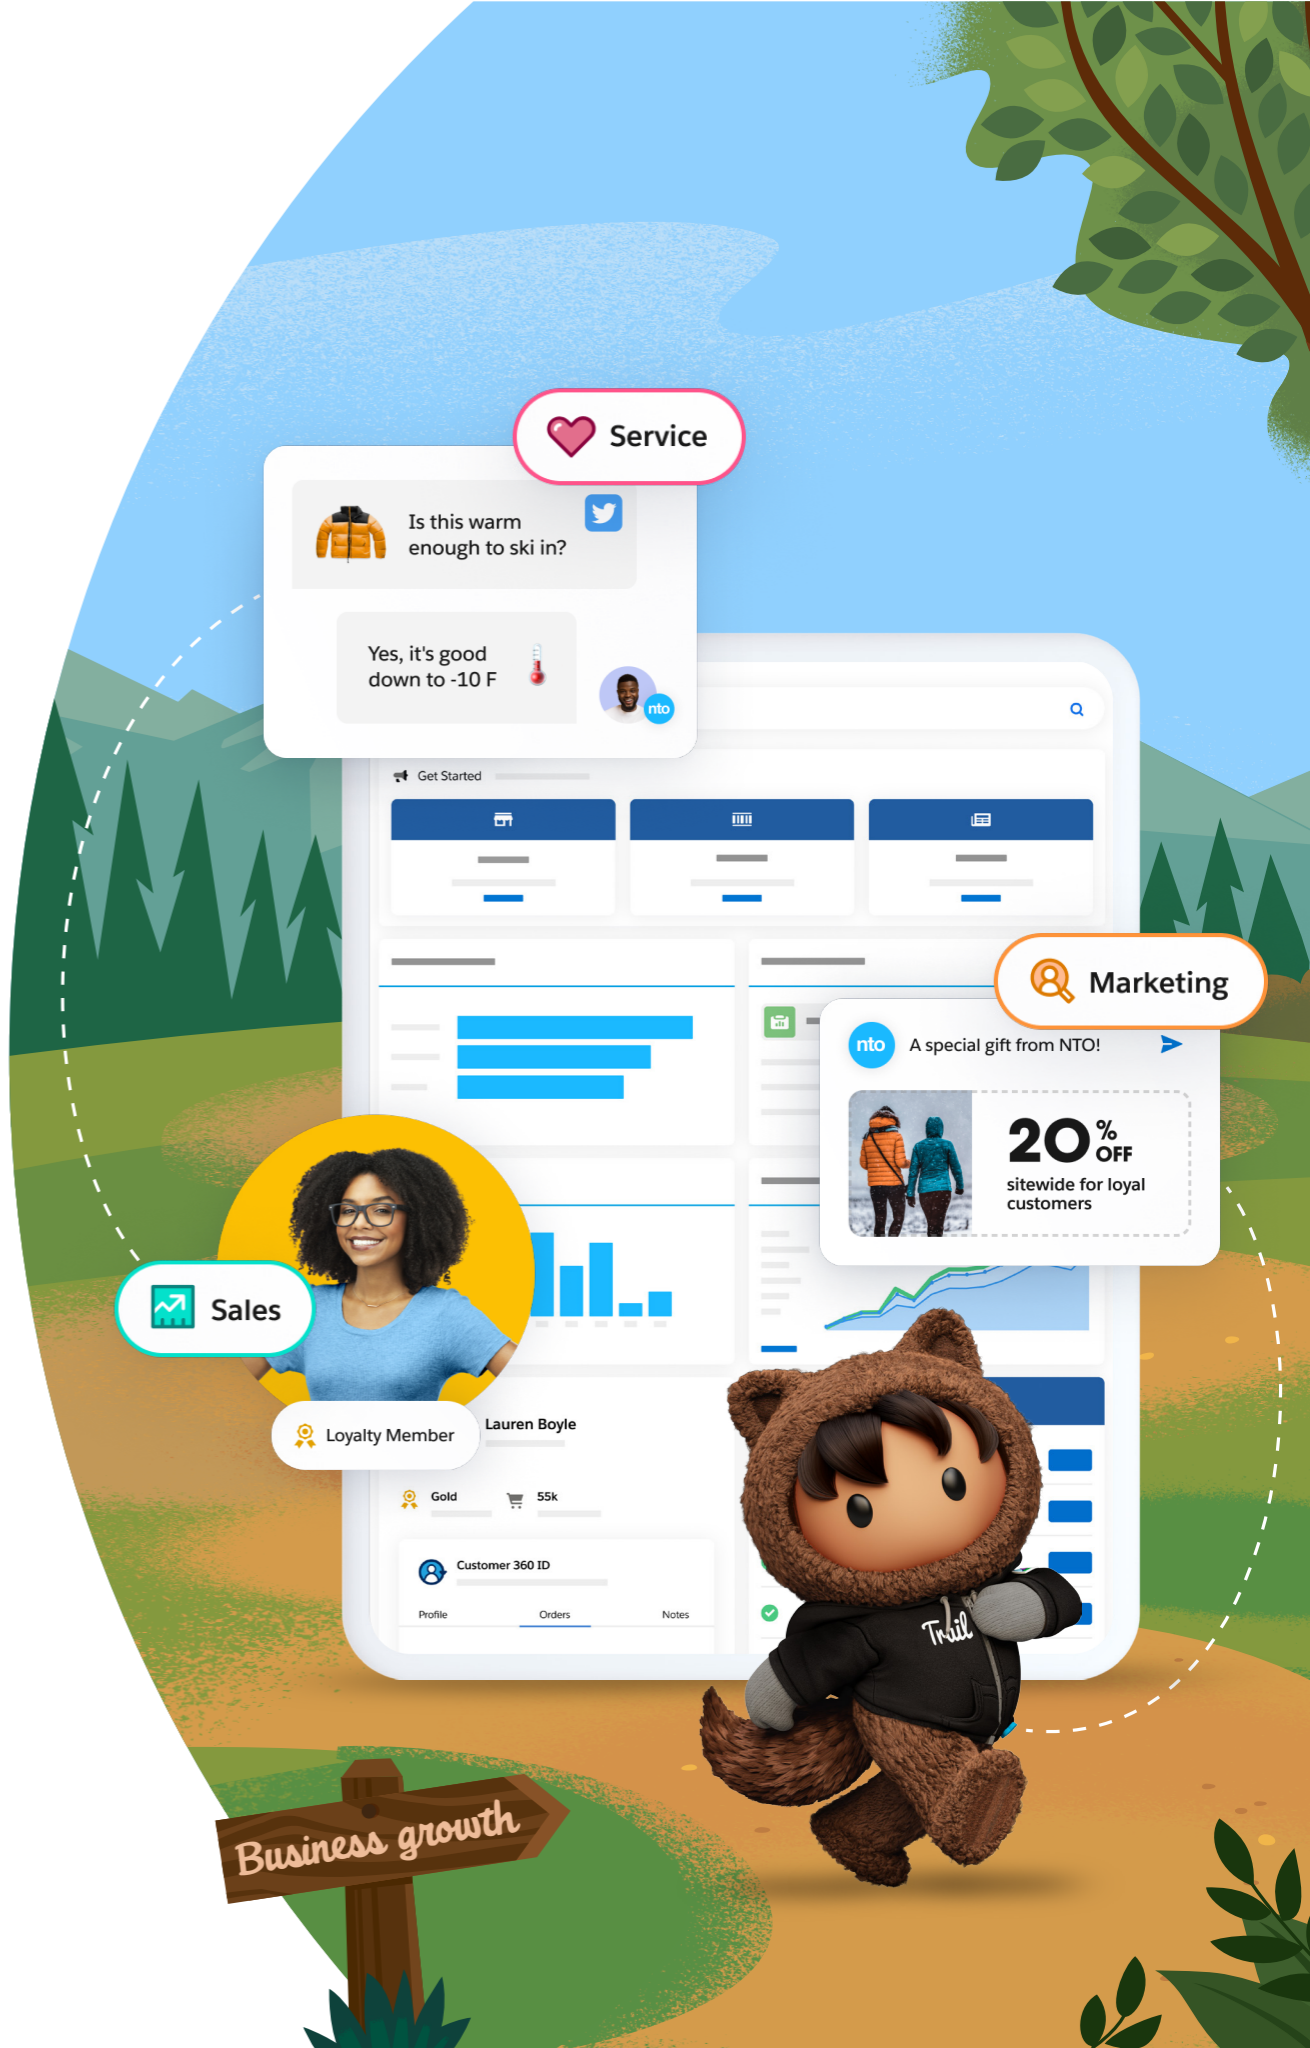 Service
Is this warm
enough to ski in?
Yes, it's good
down to -10 F
nto
Get Started
Marketing
nto
A special gift from NTO!
20 % OFF
sitewide for loyal
customers
Sales
Loyalty Member
Lauren Boyle
Gold
55k
Customer 360 ID
Profile
Orders
Notes
Trail
Business growth